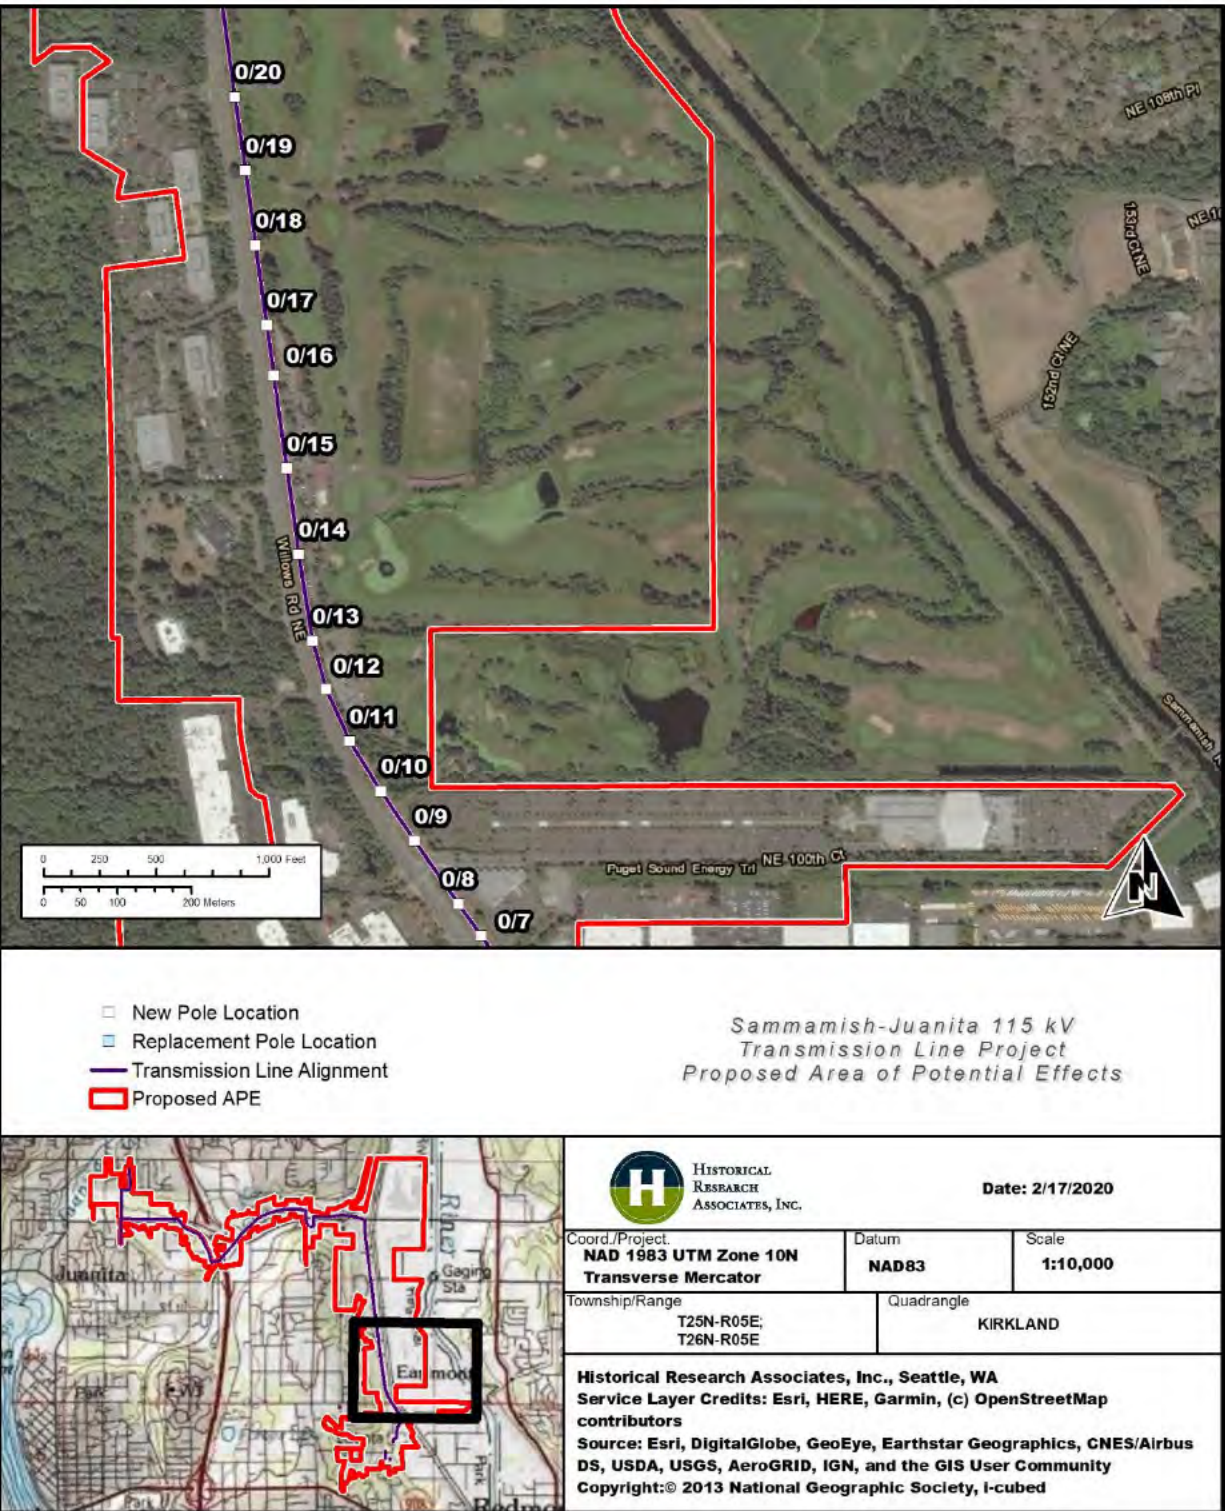 0/20
NE 108th Pl
0/19
153rd Ct NE
0/18
0/17
0/16
152nd Ct NE
0/15
0/14
Willows Rd NE
0/13
0/12
0/11
0/10
0/9
NE 100th Ct
Puget Sound Energy Trl
0/8
0/7
0 250 500 1,000 Feet
0 50 100 200 Meters
N
New Pole Location
Replacement Pole Location
Transmission Line Alignment
Proposed APE
Sammamish-Juanita 115 kV
Transmission Line Project
Proposed Area of Potential Effects
Juanita
River
Gaging
Sta
Earlmont
Park
Park
Park
908
Redmo
H
HISTORICAL
RESEARCH
ASSOCIATES, INC.
Date: 2/17/2020
Coord./Project.
NAD 1983 UTM Zone 10N
Transverse Mercator
Datum
NAD83
Scale
1:10,000
Township/Range
T25N-R05E;
T26N-R05E
Quadrangle
KIRKLAND
Historical Research Associates, Inc., Seattle, WA
Service Layer Credits: Esri, HERE, Garmin, (c) OpenStreetMap
contributors
Source: Esri, DigitalGlobe, GeoEye, Earthstar Geographics, CNES/Airbus
DS, USDA, USGS, AeroGRID, IGN, and the GIS User Community
Copyright:© 2013 National Geographic Society, i-cubed